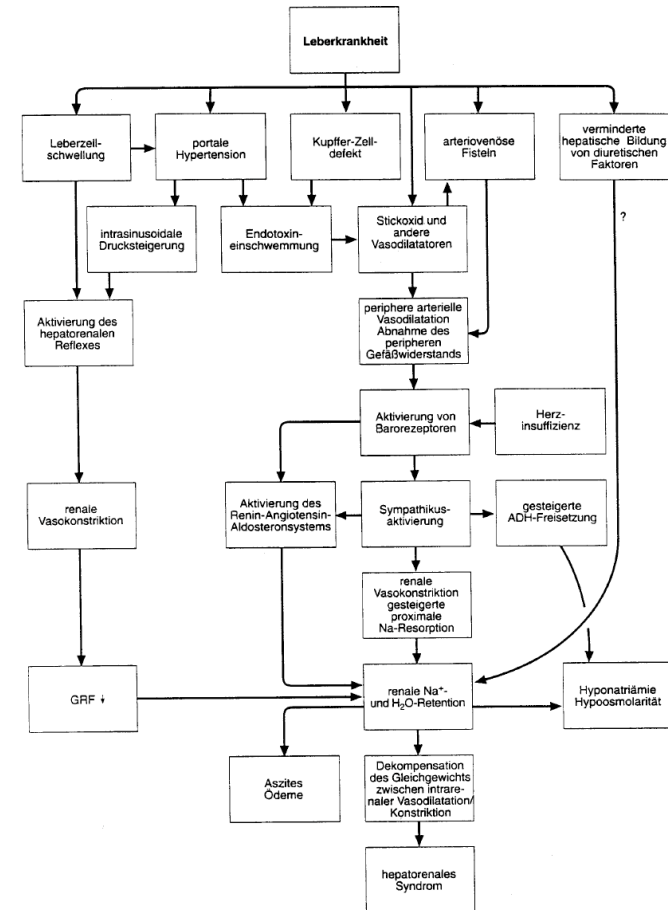 Leberkrankheit
Leberzell-
schwellung
portale
Hypertension
Kupffer-Zell-
defekt
arteriovenöse
Fisteln
verminderte
hepatische Bildung
von diuretischen
Faktoren
intrasinusoidale
Drucksteigerung
Endotoxin-
einschwemmung
Stickoxid und
andere
Vasodilatatoren
?
Aktivierung des
hepatorenalen
Reflexes
periphere arterielle
Vasodilatation
Abnahme des
peripheren
Gefäßwiderstands
Aktivierung von
Barorezeptoren
Herz-
insuffizienz
renale
Vasokonstriktion
Aktivierung des
Renin-Angiotensin-
Aldosteronsystems
Sympathikus-
aktivierung
gesteigerte
ADH-Freisetzung
renale
Vasokonstriktion
gesteigerte
proximale
Na-Resorption
GRF ↓
renale Na⁺-
und H₂O-Retention
Hyponatriämie
Hypoosmolarität
Aszites
Ödeme
Dekompensation
des Gleichgewichts
zwischen intrare-
naler Vasodilatation/
Konstriktion
hepatorenales
Syndrom